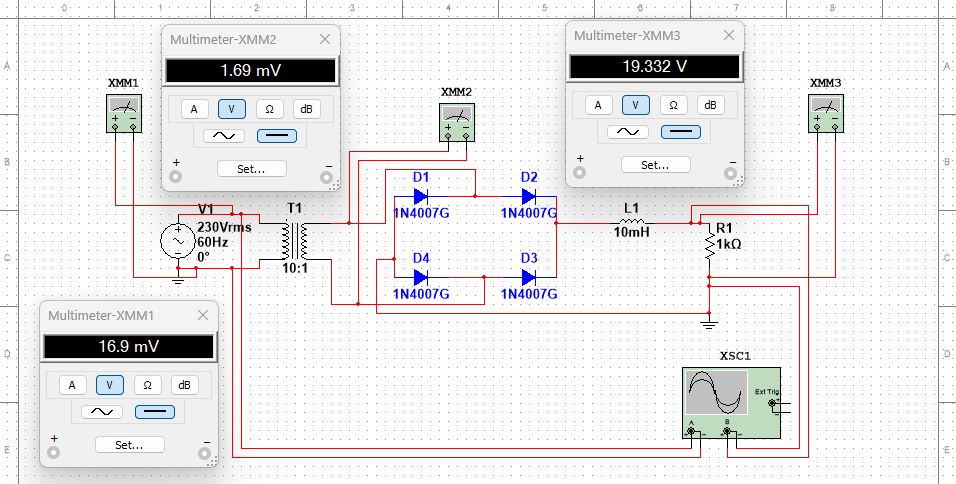 0 1 2 3 4 5 6 7 8
A
B
C
D
E
A
B
C
D
E
Multimeter-XMM2
1.69 mV
A V Ω dB
+ −
Set...
Multimeter-XMM3
19.332 V
A V Ω dB
+ −
Set...
XMM1
+ −
XMM2
+ −
XMM3
+ −
V1
230Vrms
60Hz
0°
T1
10:1
D1
1N4007G
D2
1N4007G
D4
1N4007G
D3
1N4007G
L1
10mH
R1
1kΩ
Multimeter-XMM1
16.9 mV
A V Ω dB
+ −
Set...
XSC1
Ext Trig
+
−
A B
+ − + −